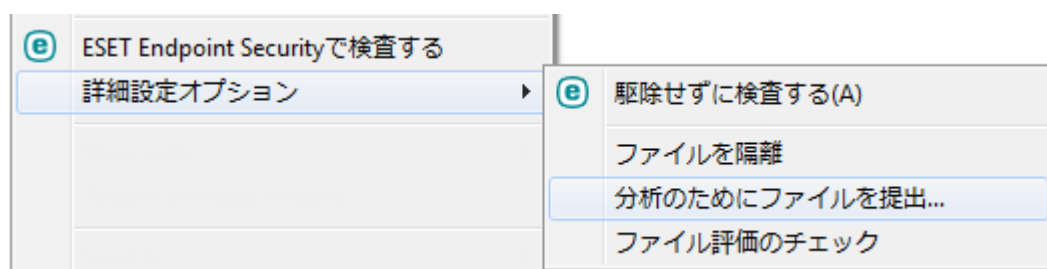 ESET Endpoint Securityで検査する
詳細設定オプション
駆除せずに検査する(A)
ファイルを隔離
分析のためにファイルを提出...
ファイル評価のチェック